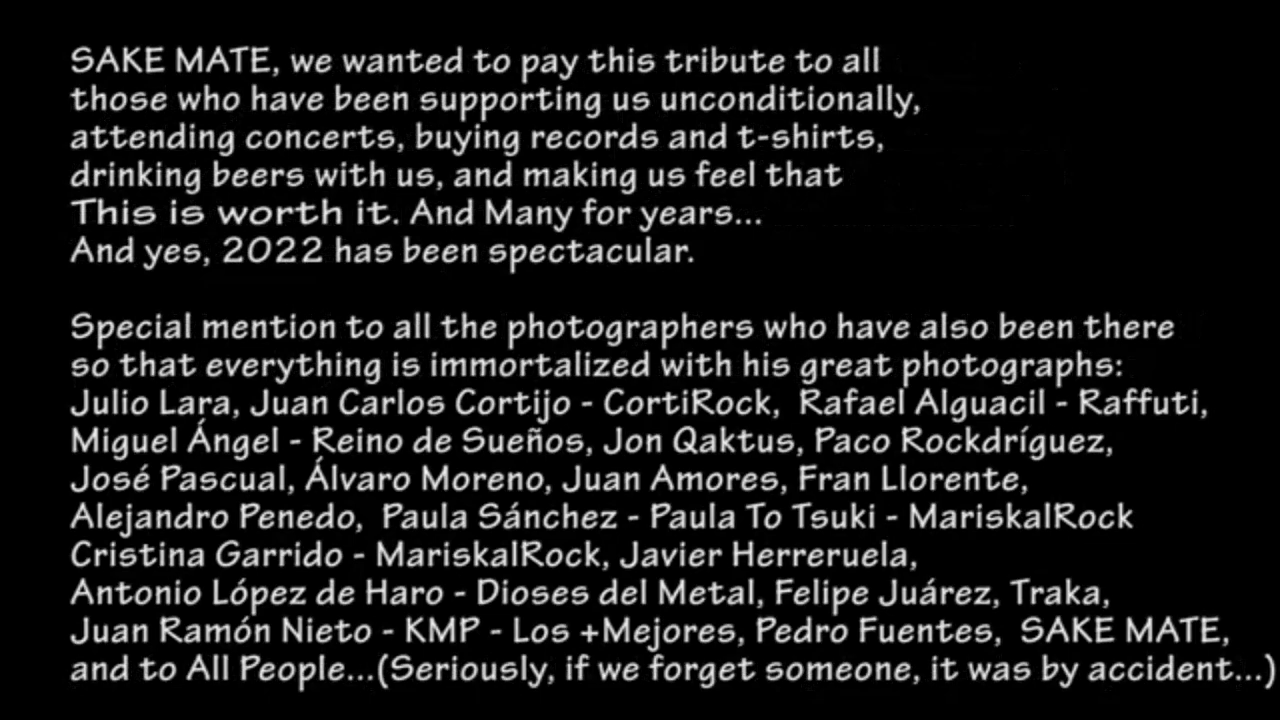 SAKE MATE, we wanted to pay this tribute to all
those who have been supporting us unconditionally,
attending concerts, buying records and t-shirts,
drinking beers with us, and making us feel that
This is worth it. And Many for years...
And yes, 2022 has been spectacular.
Special mention to all the photographers who have also been there
so that everything is immortalized with his great photographs:
Julio Lara, Juan Carlos Cortijo - CortiRock, Rafael Alguacil - Raffuti,
Miguel Ángel - Reino de Sueños, Jon Qaktus, Paco Rockdríguez,
José Pascual, Álvaro Moreno, Juan Amores, Fran Llorente,
Alejandro Penedo, Paula Sánchez - Paula To Tsuki - MariskalRock
Cristina Garrido - MariskalRock, Javier Herreruela,
Antonio López de Haro - Dioses del Metal, Felipe Juárez, Traka,
Juan Ramón Nieto - KMP - Los +Mejores, Pedro Fuentes, SAKE MATE,
and to All People...(Seriously, if we forget someone, it was by accident...)